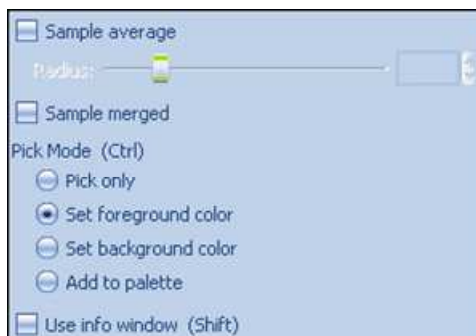 Sample average
Radius:
Sample merged
Pick Mode (Ctrl)
Pick only
Set foreground color
Set background color
Add to palette
Use info window (Shift)